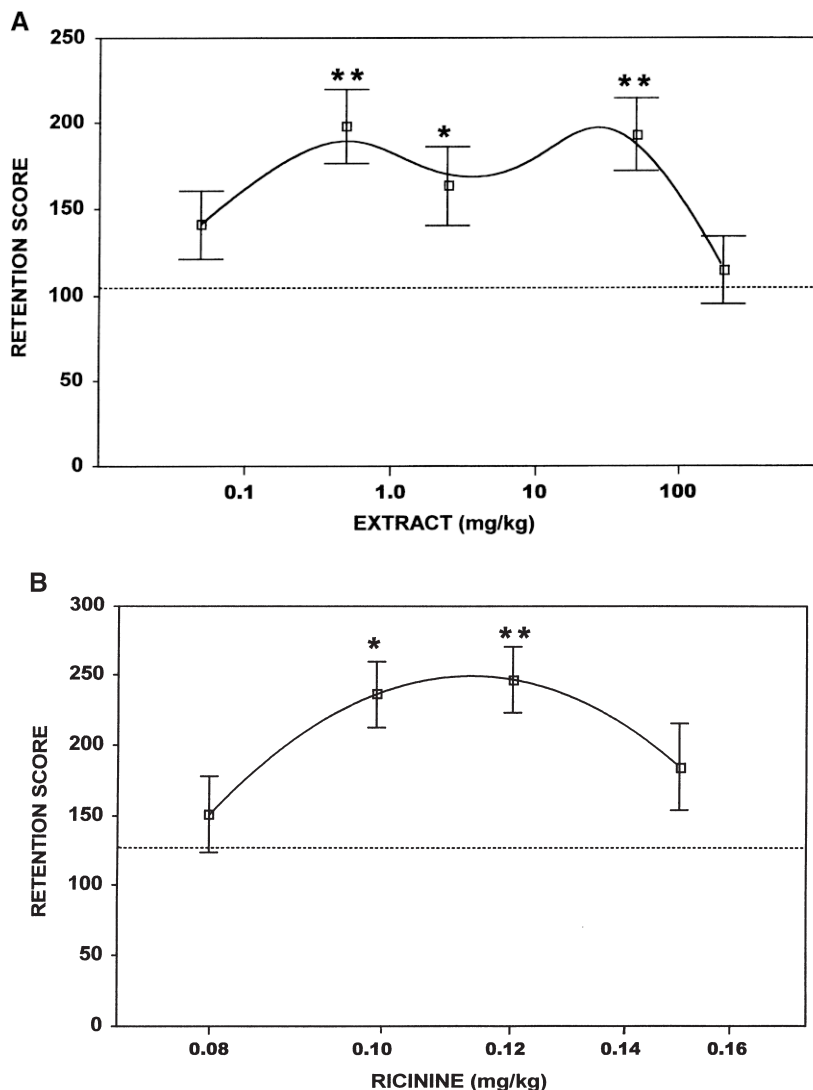 A
RETENTION SCORE
250
200
150
100
50
0
** * **
0.1 1.0 10 100
EXTRACT (mg/kg)
B
RETENTION SCORE
300
250
200
150
100
50
0
* **
0.08 0.10 0.12 0.14 0.16
RICININE (mg/kg)